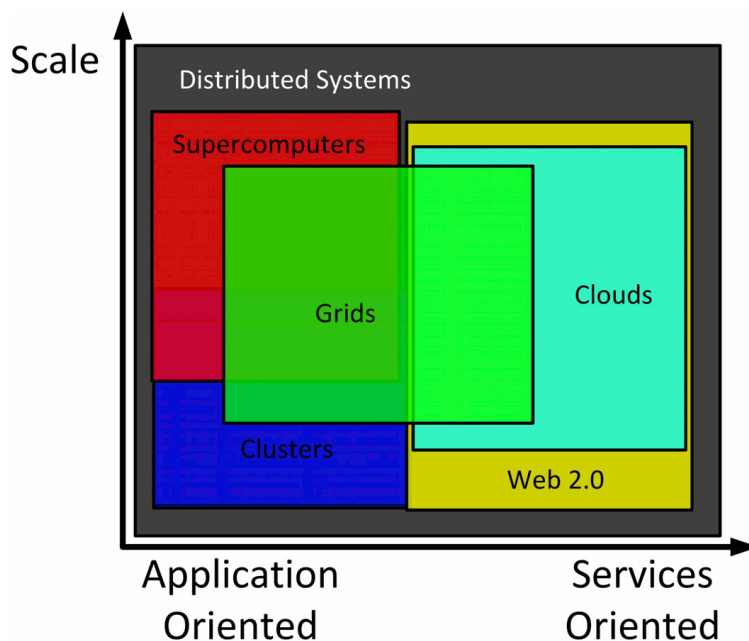 Scale
Distributed Systems
Supercomputers
Grids
Clouds
Clusters
Web 2.0
Application
Oriented
Services
Oriented